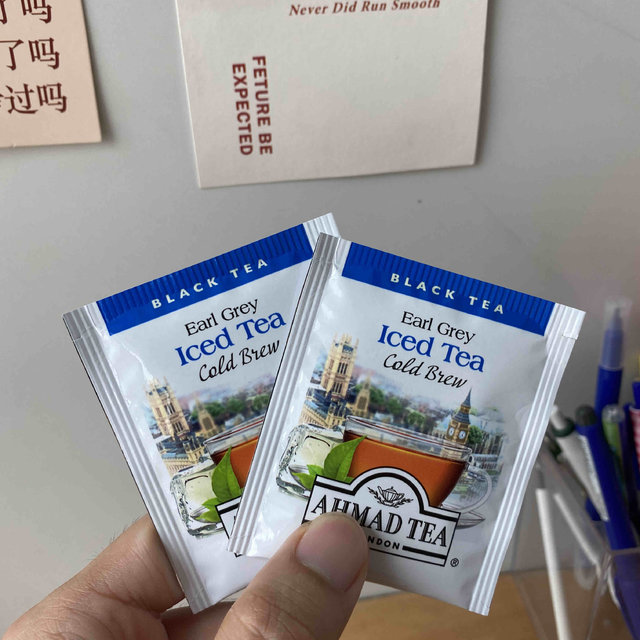 了吗
过吗
Never Did Run Smooth
FETURE BE
EXPECTED
BLACK TEA
Earl Grey
Iced Tea
Cold Brew
BLACK TEA
Earl Grey
Iced Tea
Cold Brew
AHMAD TEA
LONDON
®